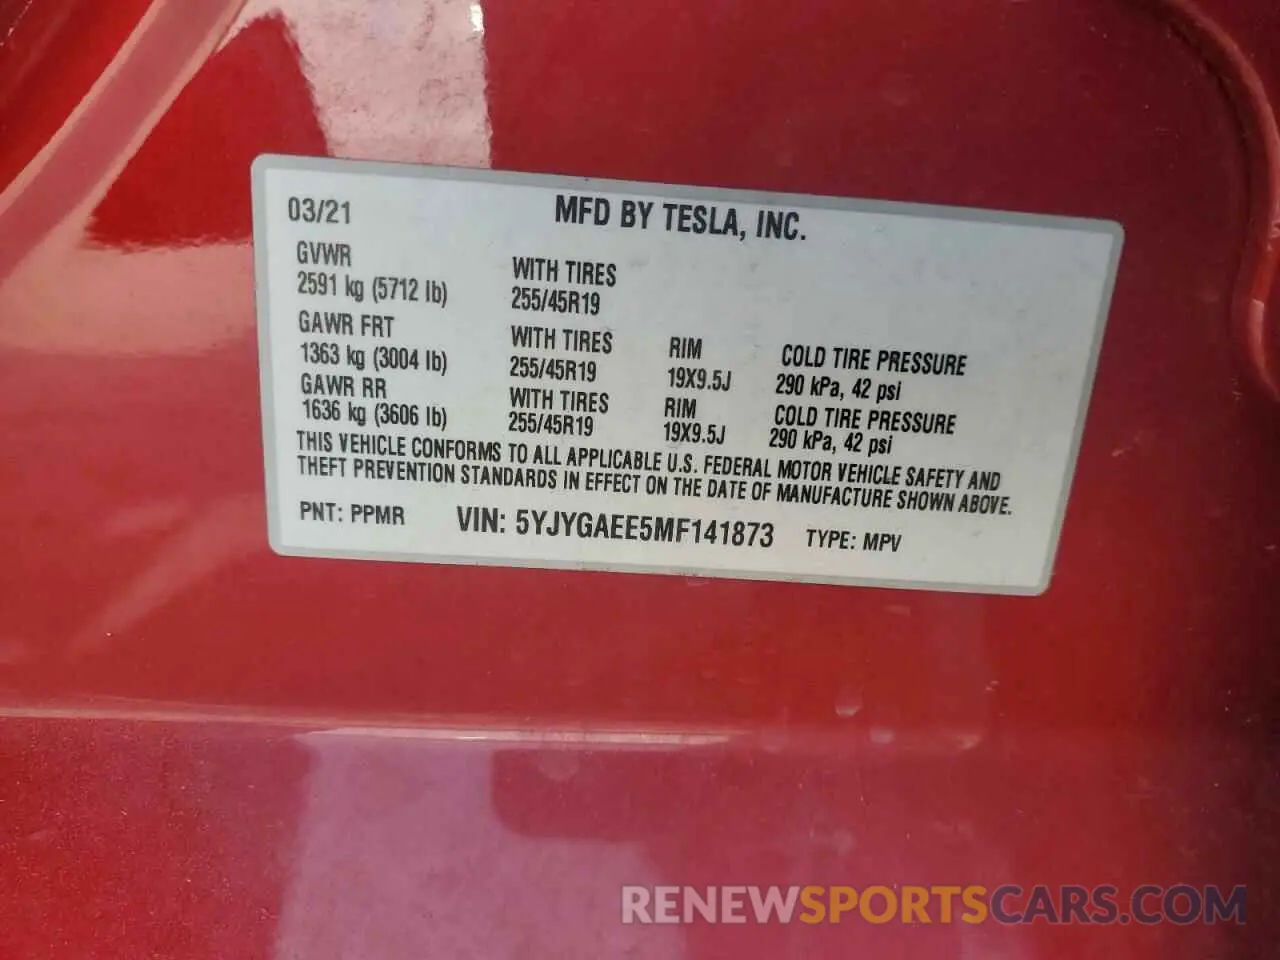 03/21 MFD BY TESLA, INC.
GVWR WITH TIRES
2591 kg (5712 lb) 255/45R19
GAWR FRT WITH TIRES RIM COLD TIRE PRESSURE
1363 kg (3004 lb) 255/45R19 19X9.5J 290 kPa, 42 psi
GAWR RR WITH TIRES RIM COLD TIRE PRESSURE
1636 kg (3606 lb) 255/45R19 19X9.5J 290 kPa, 42 psi
THIS VEHICLE CONFORMS TO ALL APPLICABLE U.S. FEDERAL MOTOR VEHICLE SAFETY AND
THEFT PREVENTION STANDARDS IN EFFECT ON THE DATE OF MANUFACTURE SHOWN ABOVE.
PNT: PPMR VIN: 5YJYGAEE5MF141873 TYPE: MPV
RENEWSPORTSCARS.COM